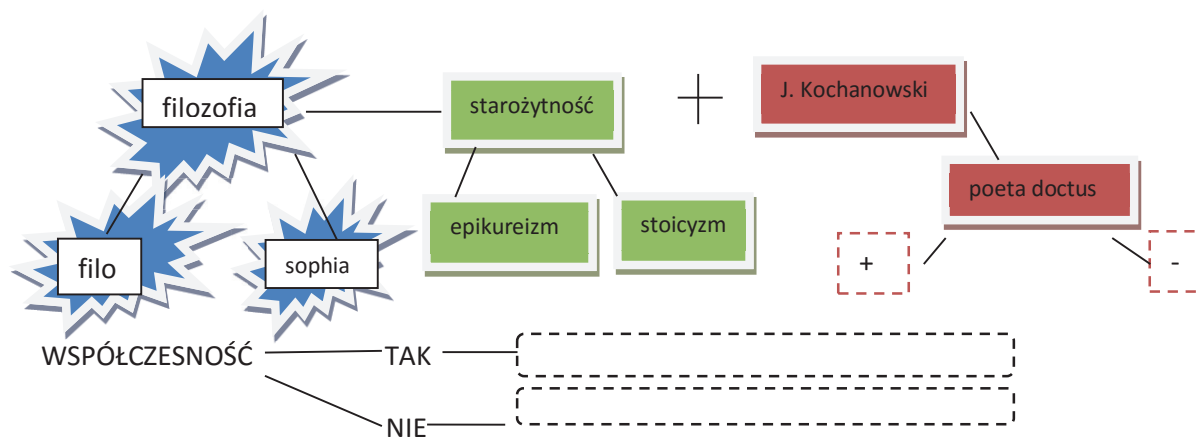 filozofia
starożytność
J. Kochanowski
poeta doctus
epikureizm
stoicyzm
filo
sophia
+
-
WSPÓŁCZESNOŚĆ
TAK
NIE